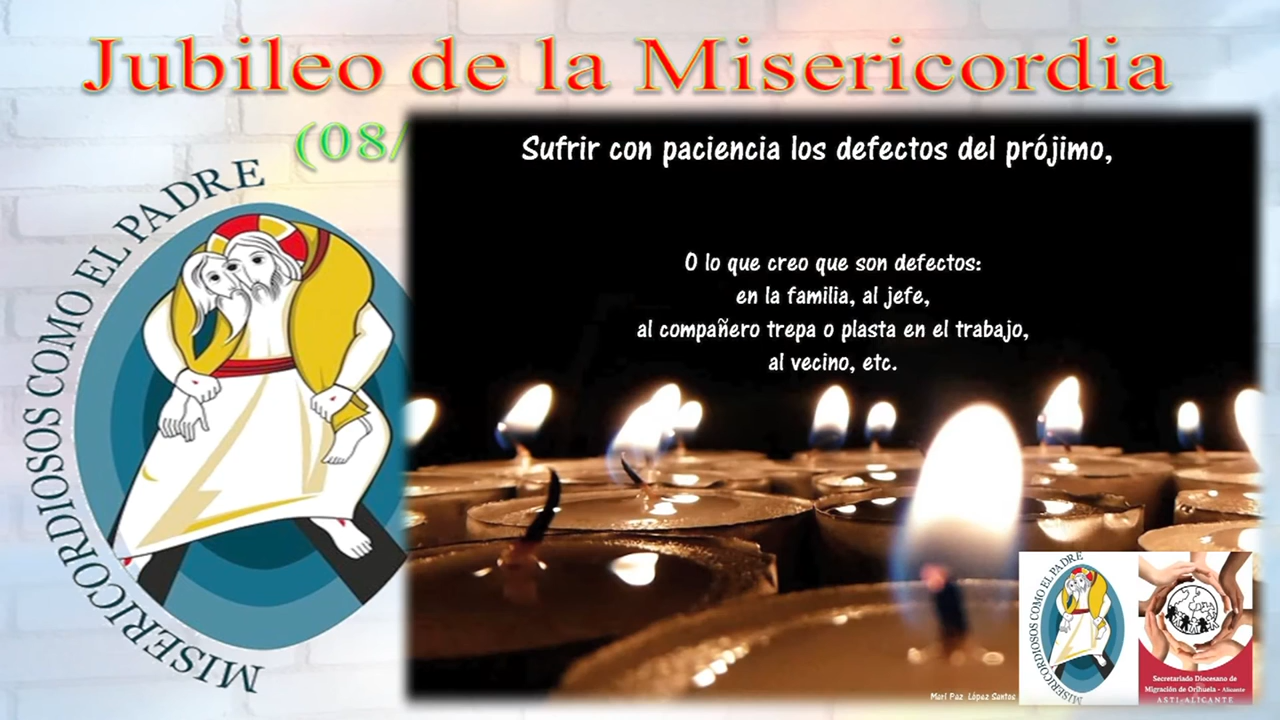 Jubileo de la Misericordia
(08/
MISERICORDIOSOS COMO EL PADRE
Sufrir con paciencia los defectos del prójimo,
O lo que creo que son defectos:
en la familia, al jefe,
al compañero trepa o plasta en el trabajo,
al vecino, etc.
Mari Paz López Santos
MISERICORDIOSOS COMO EL PADRE
Secretariado Diocesano de
Migración de Orihuela - Alicante
ASTI-ALICANTE